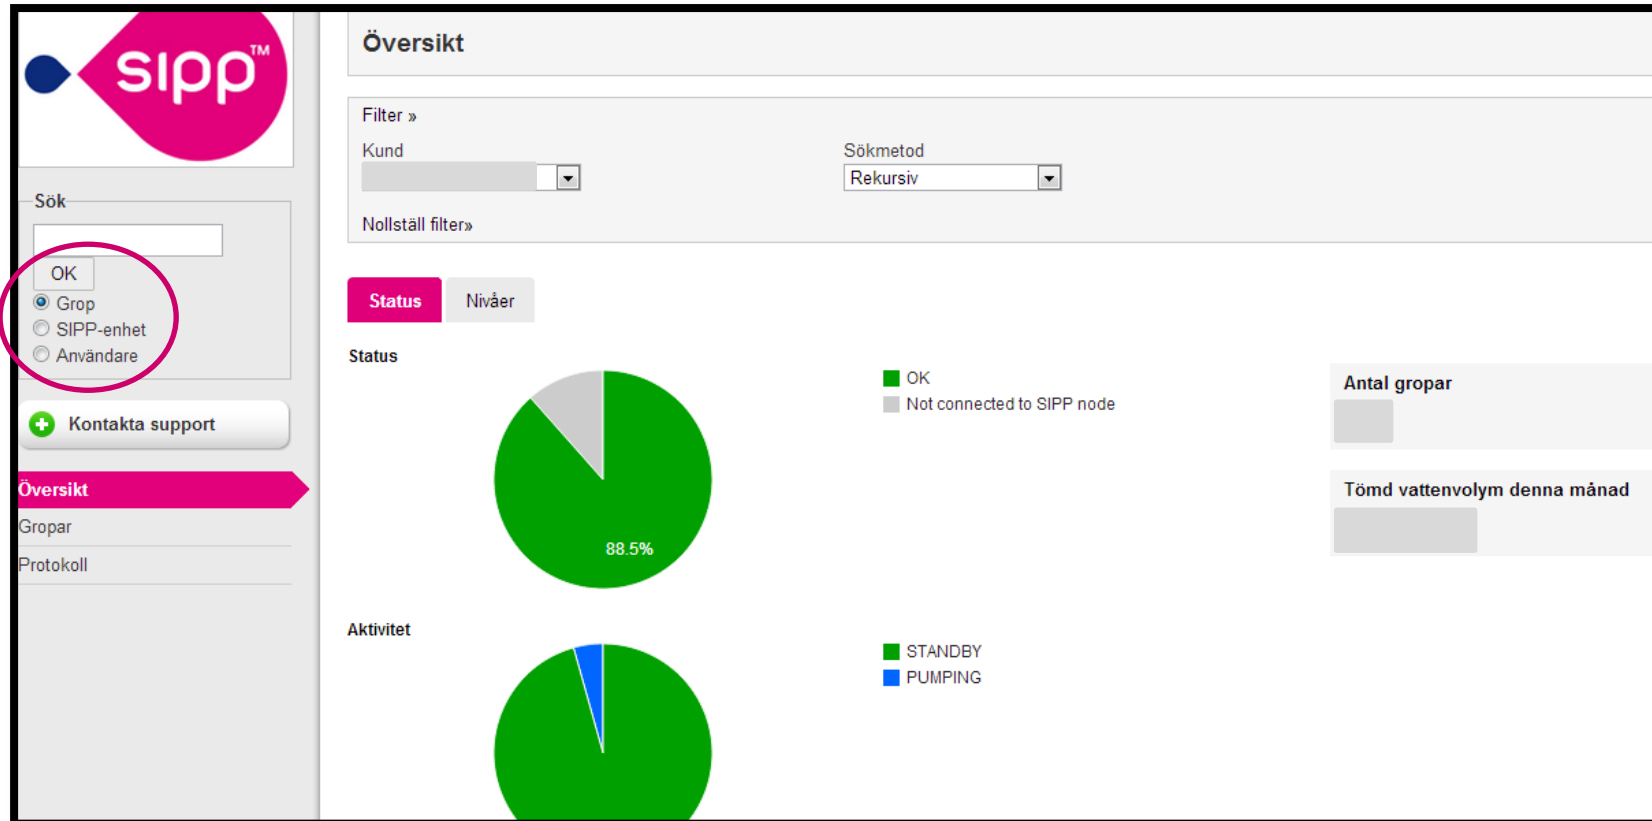 sipp™
Sök
OK
Grop
SIPP-enhet
Användare
Kontakta support
Översikt
Gropar
Protokoll
Översikt
Filter »
Kund
Sökmetod
Rekursiv
Nollställ filter»
Status
Nivåer
Status
OK
Not connected to SIPP node
88.5%
Antal gropar
Tömd vattenvolym denna månad
Aktivitet
STANDBY
PUMPING